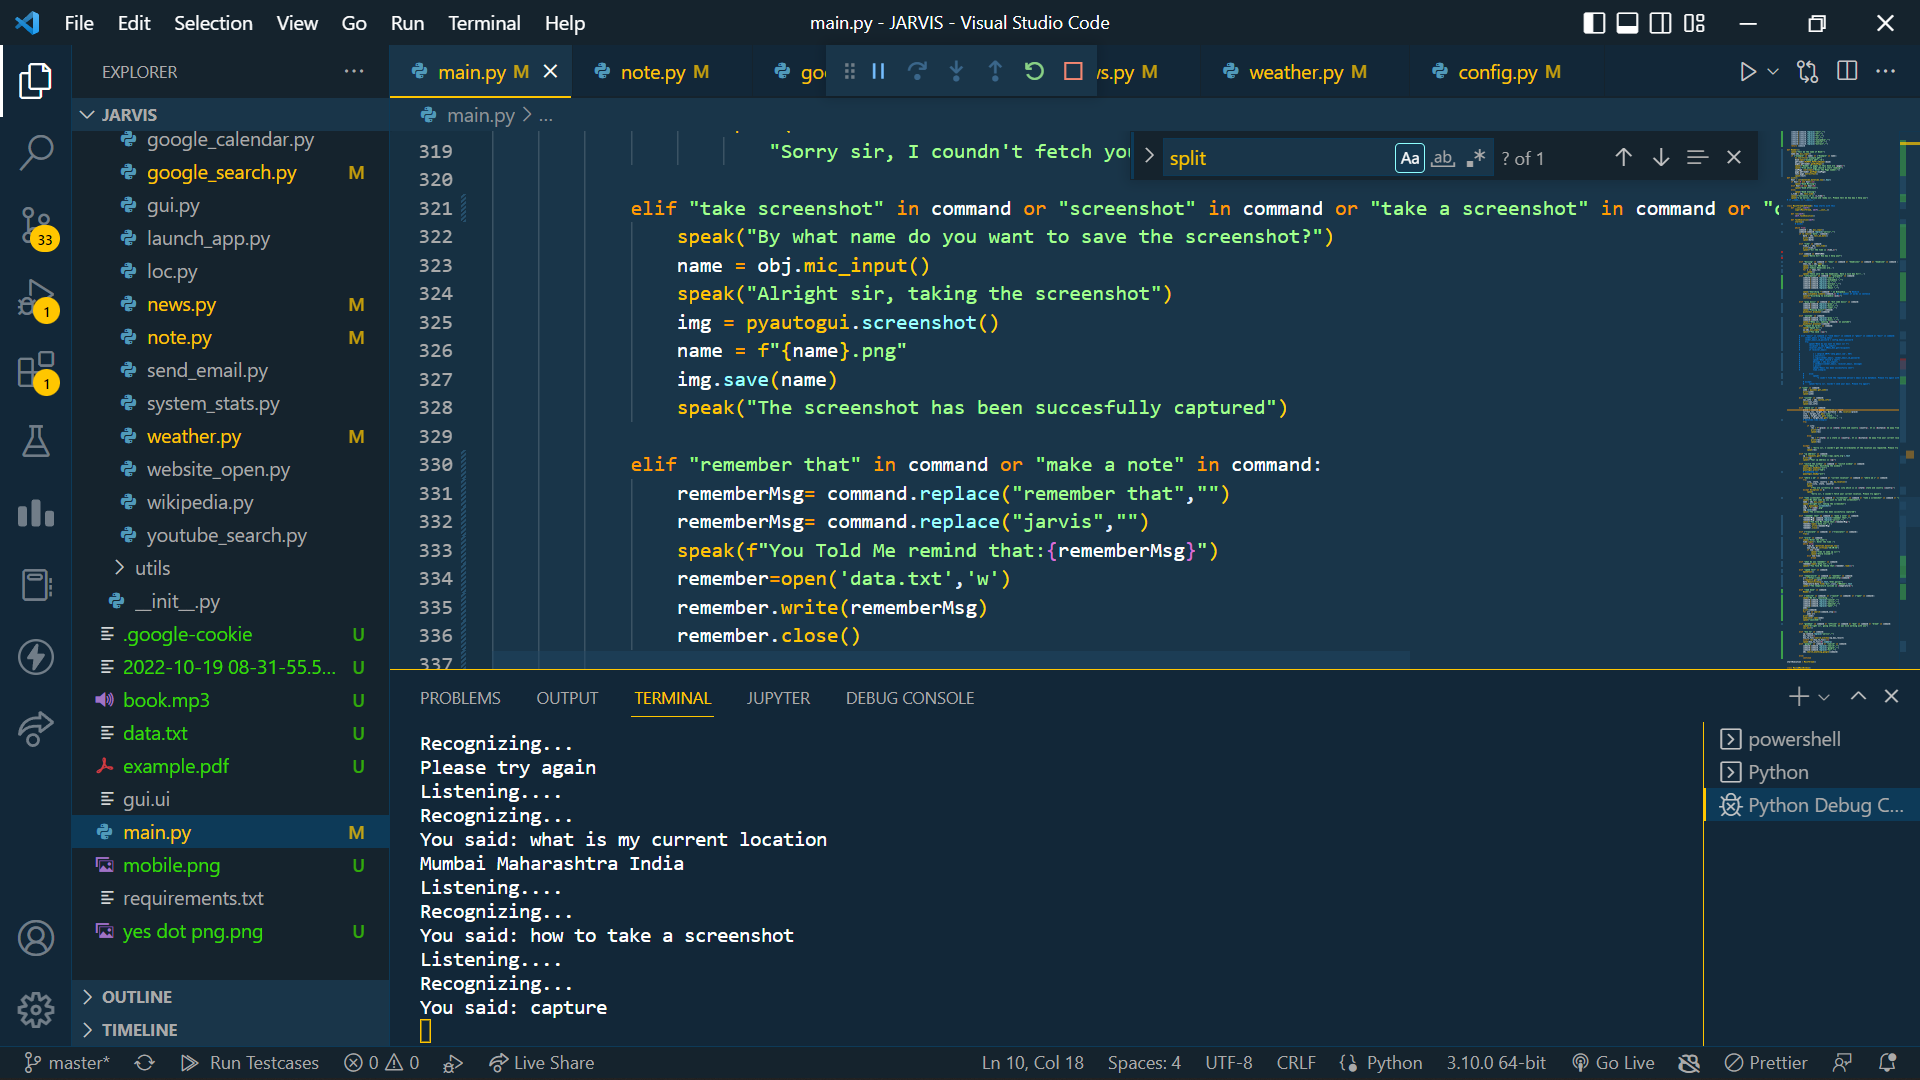 File Edit Selection View Go Run Terminal Help
main.py - JARVIS - Visual Studio Code
EXPLORER
main.py M
note.py M
s.py M
weather.py M
config.py M
JARVIS
google_calendar.py
google_search.py M
gui.py
launch_app.py
loc.py
news.py M
note.py M
send_email.py
system_stats.py
weather.py M
website_open.py
wikipedia.py
youtube_search.py
utils
__init__.py
.google-cookie U
2022-10-19 08-31-55.5... U
book.mp3 U
data.txt U
example.pdf U
gui.ui
main.py M
mobile.png U
requirements.txt
yes dot png.png U
OUTLINE
TIMELINE
33
1
1
main.py > ...
split
Aa ab, .* ? of 1
319 "Sorry sir, I coundn't fetch you
320
321 elif "take screenshot" in command or "screenshot" in command or "take a screenshot" in command or "c
322 speak("By what name do you want to save the screenshot?")
323 name = obj.mic_input()
324 speak("Alright sir, taking the screenshot")
325 img = pyautogui.screenshot()
326 name = f"{name}.png"
327 img.save(name)
328 speak("The screenshot has been succesfully captured")
329
330 elif "remember that" in command or "make a note" in command:
331 rememberMsg= command.replace("remember that","")
332 rememberMsg= command.replace("jarvis","")
333 speak(f"You Told Me remind that:{rememberMsg}")
334 remember=open('data.txt','w')
335 remember.write(rememberMsg)
336 remember.close()
337
PROBLEMS OUTPUT TERMINAL JUPYTER DEBUG CONSOLE
Recognizing...
Please try again
Listening....
Recognizing...
You said: what is my current location
Mumbai Maharashtra India
Listening....
Recognizing...
You said: how to take a screenshot
Listening....
Recognizing...
You said: capture
powershell
Python
Python Debug C...
master* Run Testcases 0 0 Live Share
Ln 10, Col 18 Spaces: 4 UTF-8 CRLF Python 3.10.0 64-bit Go Live Prettier